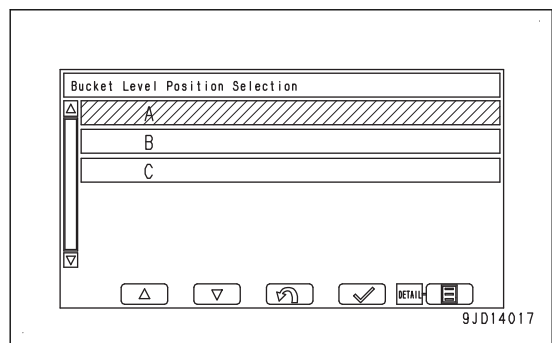 Bucket Level Position Selection
A
B
C
DETAIL
9JD14017